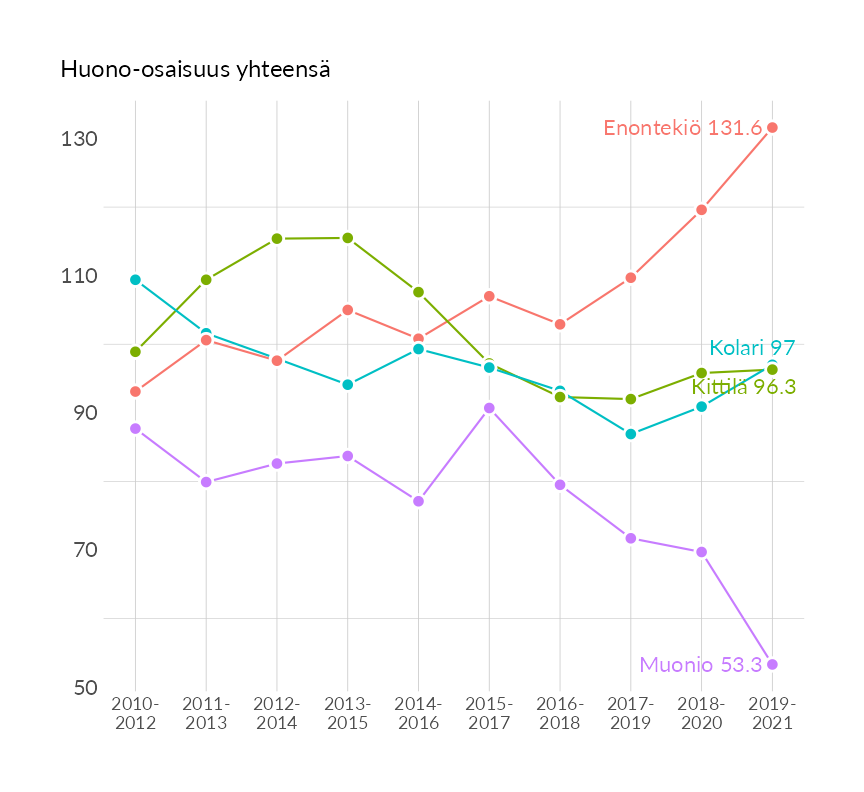 Huono-osaisuus yhteensä
130
110
90
70
50
Enontekiö 131.6
Kolari 97
Kittilä 96.3
Muonio 53.3
2010- 2011- 2012- 2013- 2014- 2015- 2016- 2017- 2018- 2019-
2012 2013 2014 2015 2016 2017 2018 2019 2020 2021